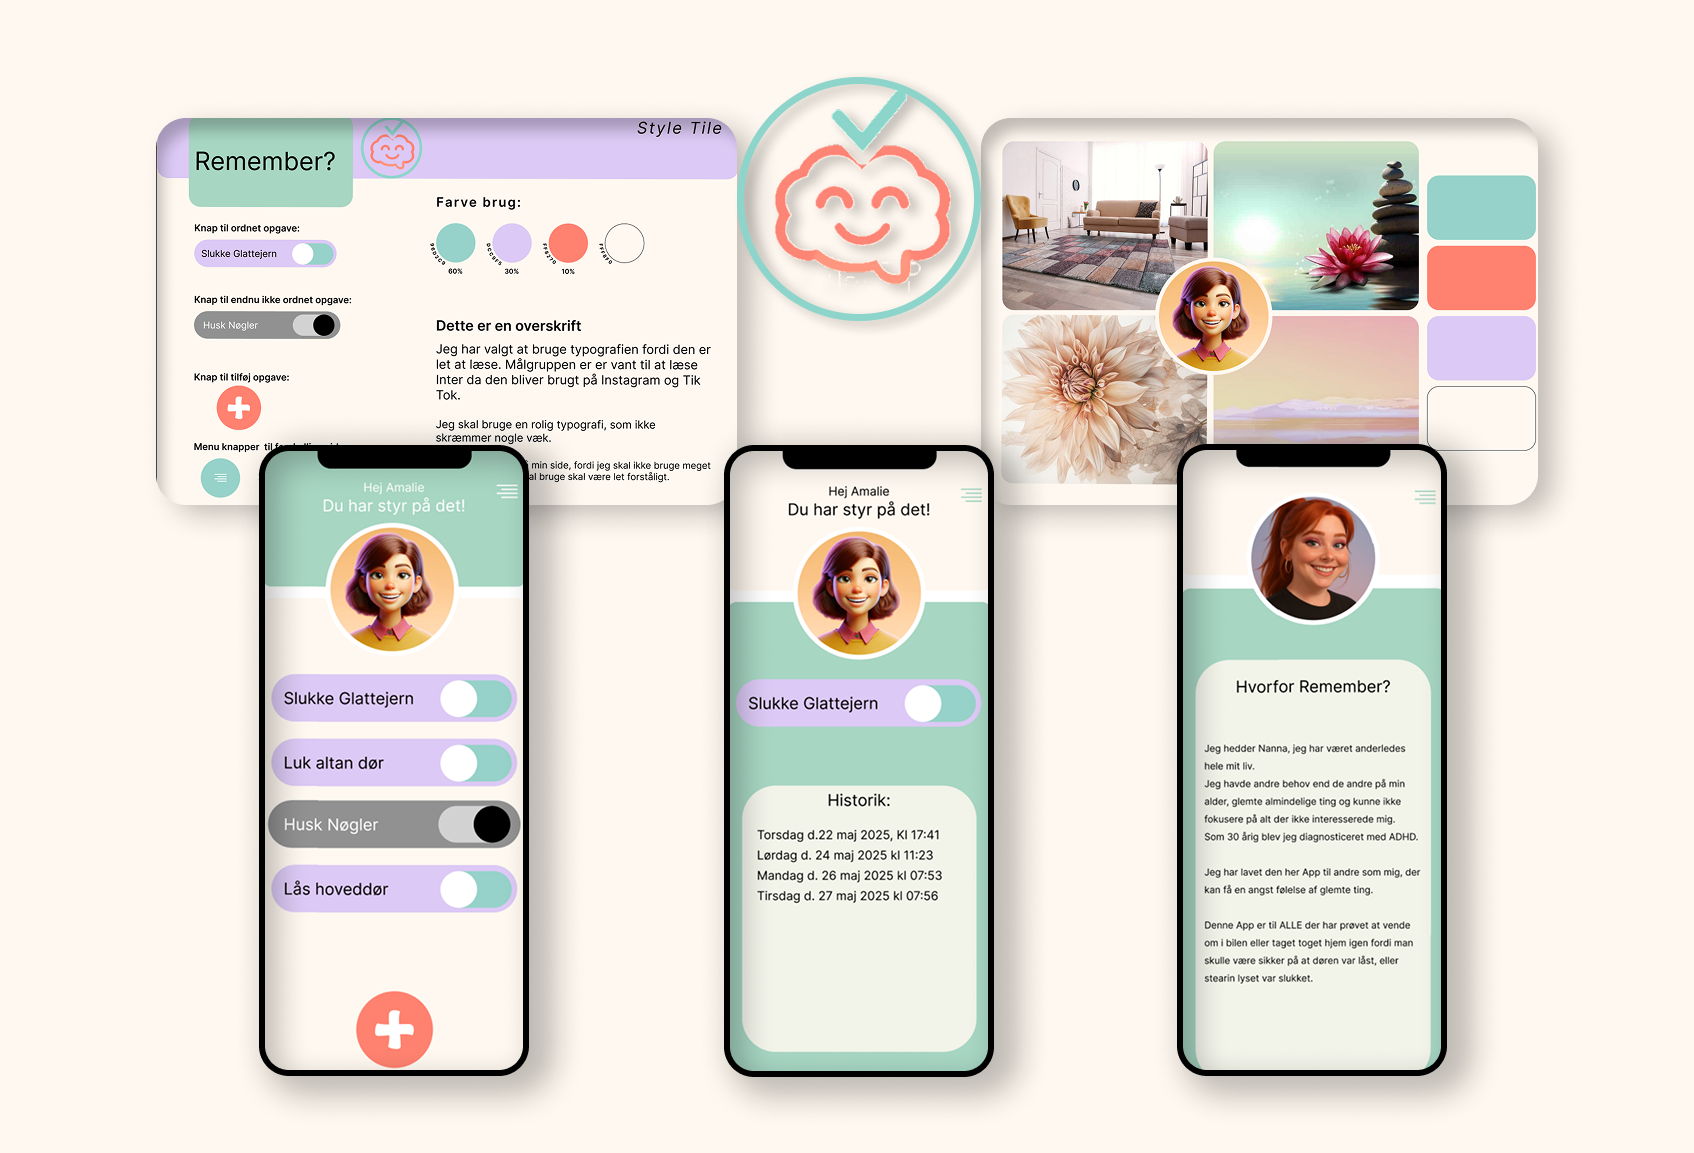 Style Tile
Remember?
Knap til ordnet opgave:
Slukke Glattejern
Knap til endnu ikke ordnet opgave:
Husk Nøgler
Knap til tilføj opgave:
Menu knapper til
Farve brug:
60%
30%
10%
Dette er en overskrift
Jeg har valgt at bruge typografien fordi den er
let at læse. Målgruppen er er vant til at læse
Inter da den bliver brugt på Instagram og Tik
Tok.
Jeg skal bruge en rolig typografi, som ikke
skræmmer nogle væk.
min side, fordi jeg skal ikke bruge meget
al bruge skal være let forståligt.
Hej Amalie
Du har styr på det!
Slukke Glattejern
Luk altan dør
Husk Nøgler
Lås hoveddør
Hej Amalie
Du har styr på det!
Slukke Glattejern
Historik:
Torsdag d.22 maj 2025, Kl 17:41
Lørdag d. 24 maj 2025 kl 11:23
Mandag d. 26 maj 2025 kl 07:53
Tirsdag d. 27 maj 2025 kl 07:56
Hvorfor Remember?
Jeg hedder Nanna, jeg har været anderledes
hele mit liv.
Jeg havde andre behov end de andre på min
alder, glemte almindelige ting og kunne ikke
fokusere på alt der ikke interesserede mig.
Som 30 årig blev jeg diagnosticeret med ADHD.
Jeg har lavet den her App til andre som mig, der
kan få en angst følelse af glemte ting.
Denne App er til ALLE der har prøvet at vende
om i bilen eller taget toget hjem igen fordi man
skulle være sikker på at døren var låst, eller
stearin lyset var slukket.